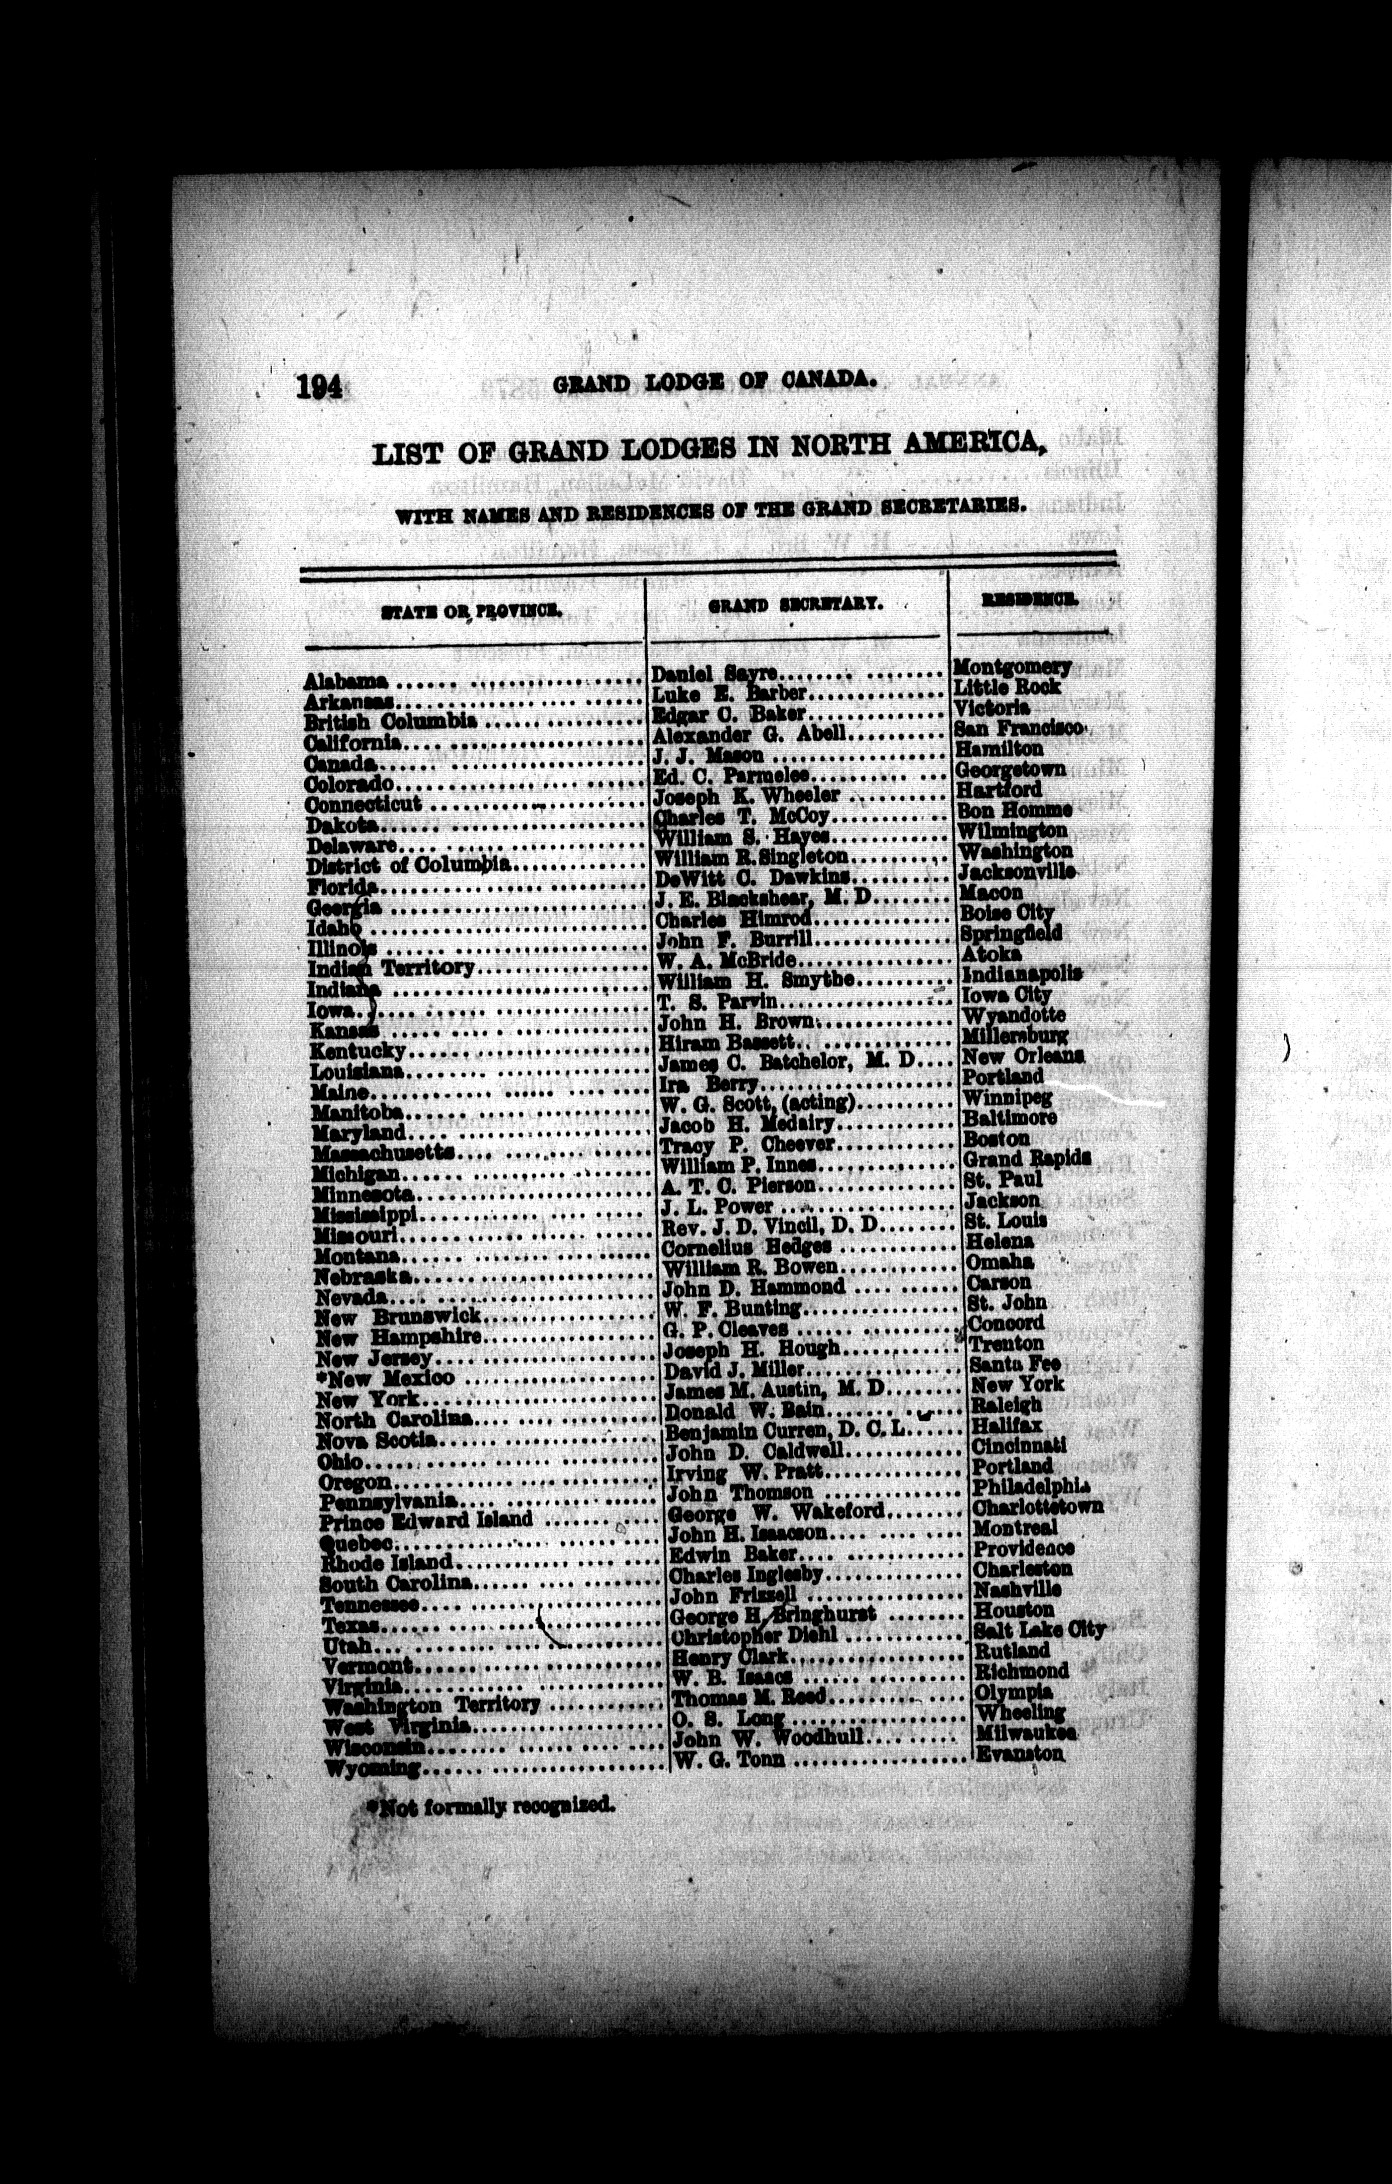 194 GRAND LODGE OF CANADA.
LIST OF GRAND LODGES IN NORTH AMERICA,
WITH NAMES AND RESIDENCES OF THE GRAND SECRETARIES.
STATE OR PROVINCE. GRAND SECRETARY. RESIDENCE.
Alabama Daniel Sayre Montgomery
Arkansas Luke E. Barber Little Rock
British Columbia Edgar C. Baker Victoria
California Alexander G. Abell San Francisco
Canada J. J. Mason Hamilton
Colorado Ed. C. Parmelee Georgetown
Connecticut Joseph K. Wheeler Hartford
Dakota Charles T. McCoy Bon Homme
Delaware William S. Hayes Wilmington
District of Columbia William R. Singleton Washington
Florida DeWitt C. Dawkins Jacksonville
Georgia J. E. Blackshear, M. D Macon
Idaho Charles Himrod Boise City
Illinois John F. Burrill Springfield
Indian Territory W. A. McBride Atoka
Indiana William H. Smythe Indianapolis
Iowa T. S. Parvin Iowa City
Kansas John H. Brown Wyandotte
Kentucky Hiram Bassett Millersburg
Louisiana James C. Batchelor, M. D New Orleans
Maine Ira Berry Portland
Manitoba W. G. Scott, (acting) Winnipeg
Maryland Jacob H. Medairy Baltimore
Massachusetts Tracy P. Cheever Boston
Michigan William P. Innes Grand Rapids
Minnesota A. T. C. Pierson St. Paul
Mississippi J. L. Power Jackson
Missouri Rev. J. D. Vincil, D. D St. Louis
Montana Cornelius Hedges Helena
Nebraska William R. Bowen Omaha
Nevada John D. Hammond Carson
New Brunswick W. F. Bunting St. John
New Hampshire G. P. Cleaves Concord
New Jersey Joseph H. Hough Trenton
*New Mexico David J. Miller Santa Fee
New York James M. Austin, M. D New York
North Carolina Donald W. Bain Raleigh
Nova Scotia Benjamin Curren, D. C. L Halifax
Ohio John D. Caldwell Cincinnati
Oregon Irving W. Pratt Portland
Pennsylvania John Thomson Philadelphia
Prince Edward Island George W. Wakeford Charlottetown
Quebec John H. Isaacson Montreal
Rhode Island Edwin Baker Providence
South Carolina Charles Inglesby Charleston
Tennessee John Frizzell Nashville
Texas George H. Bringhurst Houston
Utah Christopher Diehl Salt Lake City
Vermont Henry Clark Rutland
Virginia W. B. Isaacs Richmond
Washington Territory Thomas M. Reed Olympia
West Virginia O. S. Long Wheeling
Wisconsin John W. Woodhull Milwaukee
Wyoming W. G. Tonn Evanston
*Not formally recognized.